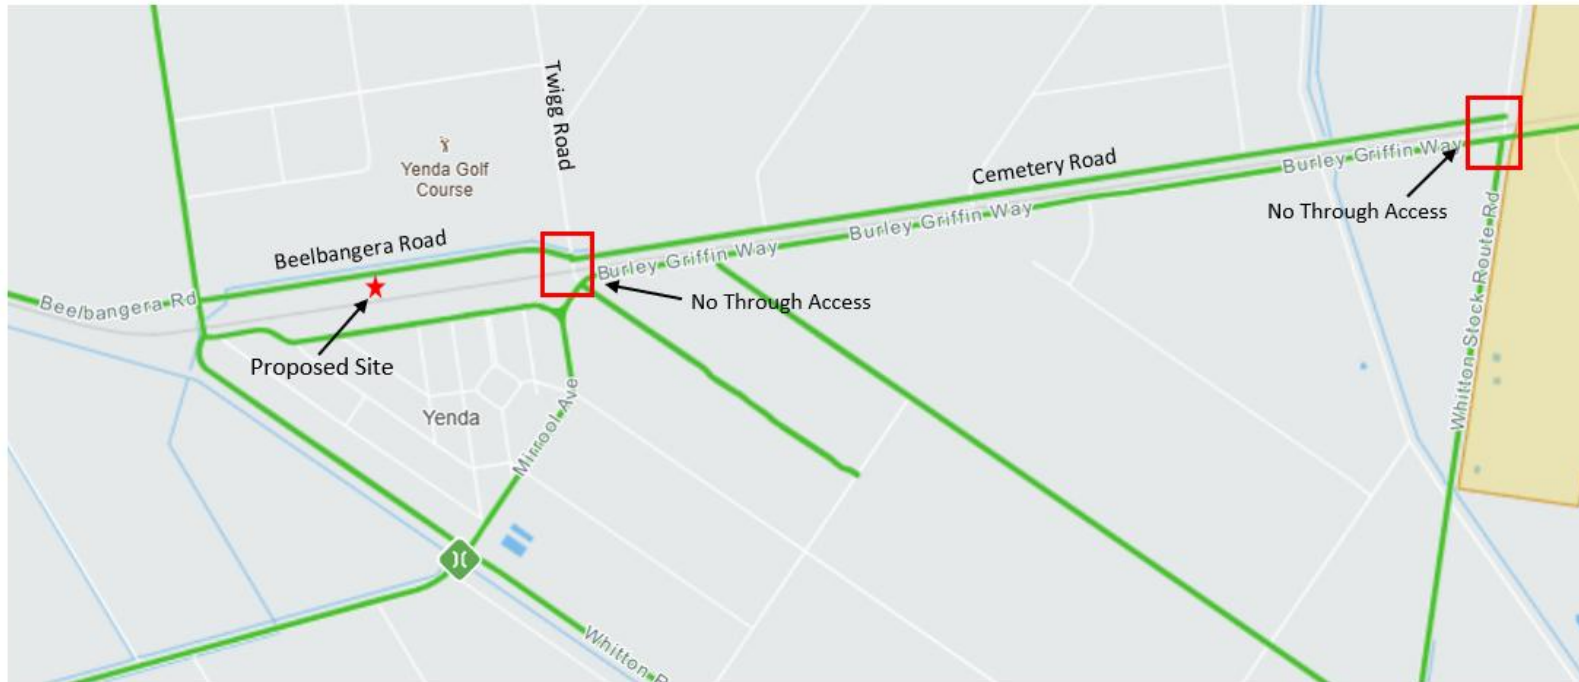 Twigg Road
Yenda Golf
Course
Cemetery Road
Burley Griffin Way
No Through Access
Beelbangera Road
Burley Griffin Way
Burley Griffin Way
Beelbangera Rd
No Through Access
Whitton Stock Route Rd
Proposed Site
Yenda
Mirrool Ave
Whitton R